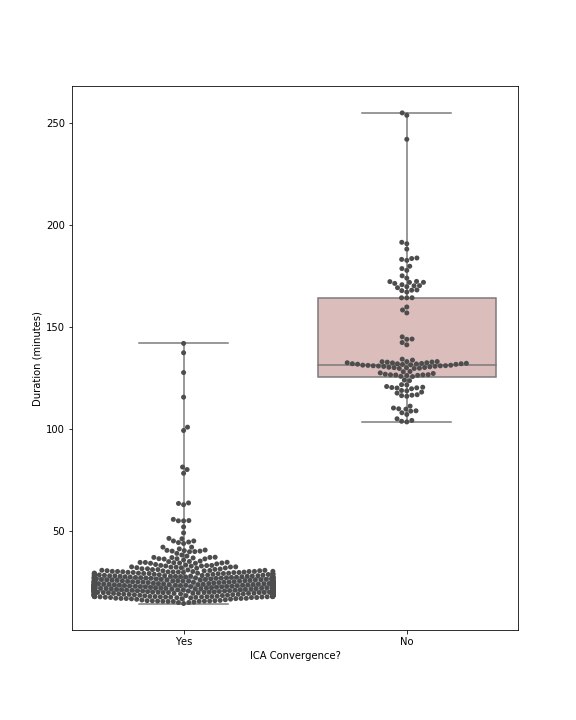 250
200
150
100
50
Duration (minutes)
Yes
No
ICA Convergence?